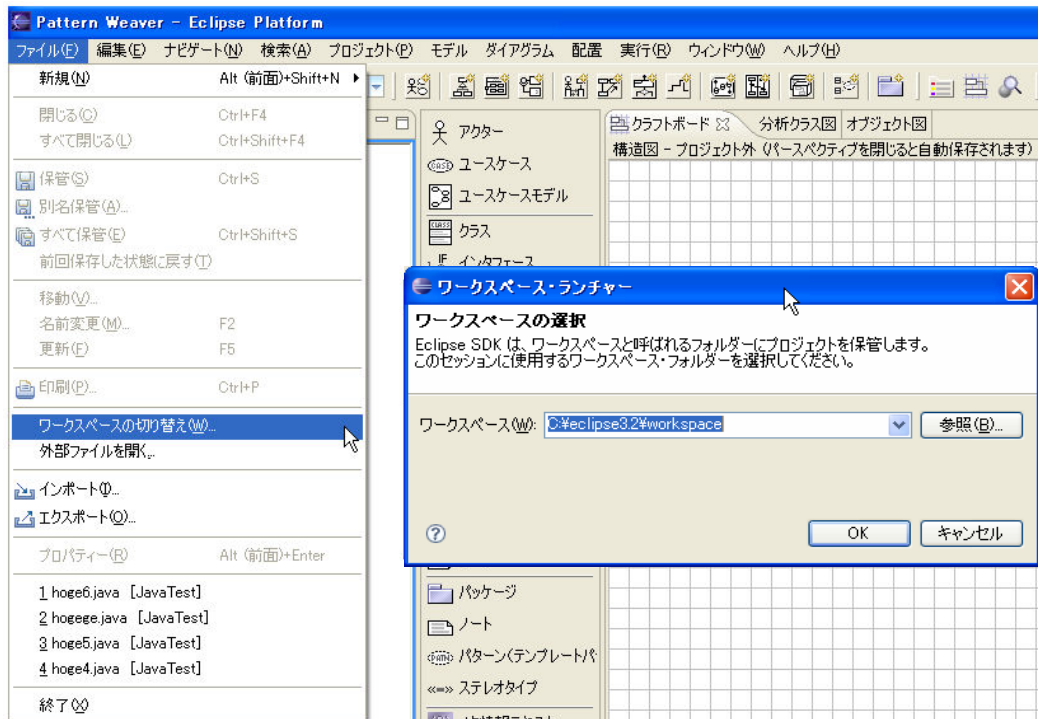 Pattern Weaver - Eclipse Platform
ファイル(F) 編集(E) ナビゲート(N) 検索(A) プロジェクト(P) モデル ダイアグラム 配置 実行(R) ウィンドウ(W) ヘルプ(H)
新規(N) Alt (前面)+Shift+N
閉じる(C) Ctrl+F4
すべて閉じる(L) Ctrl+Shift+F4
保管(S) Ctrl+S
別名保管(A)...
すべて保管(E) Ctrl+Shift+S
前回保存した状態に戻す(T)
移動(V)...
名前変更(M)... F2
更新(F) F5
印刷(P)... Ctrl+P
ワークスペースの切り替え(W)...
外部ファイルを開く...
インポート(I)...
エクスポート(O)...
プロパティー(R) Alt (前面)+Enter
1 hoge6.java [JavaTest]
2 hogege.java [JavaTest]
3 hoge5.java [JavaTest]
4 hoge4.java [JavaTest]
終了(X)
アクター
ユースケース
ユースケースモデル
CLASS クラス
IF インタフェース
クラフトボード 分析クラス図 オブジェクト図
構造図 - プロジェクト外 (パースペクティブを閉じると自動保存されます)
ワークスペース・ランチャー
ワークスペースの選択
Eclipse SDK は、ワークスペースと呼ばれるフォルダーにプロジェクトを保管します。
このセッションに使用するワークスペース・フォルダーを選択してください。
ワークスペース(W): C:¥eclipse3.2¥workspace 参照(B)...
OK キャンセル
パッケージ
ノート
パターン(テンプレートパ
«=» ステレオタイプ